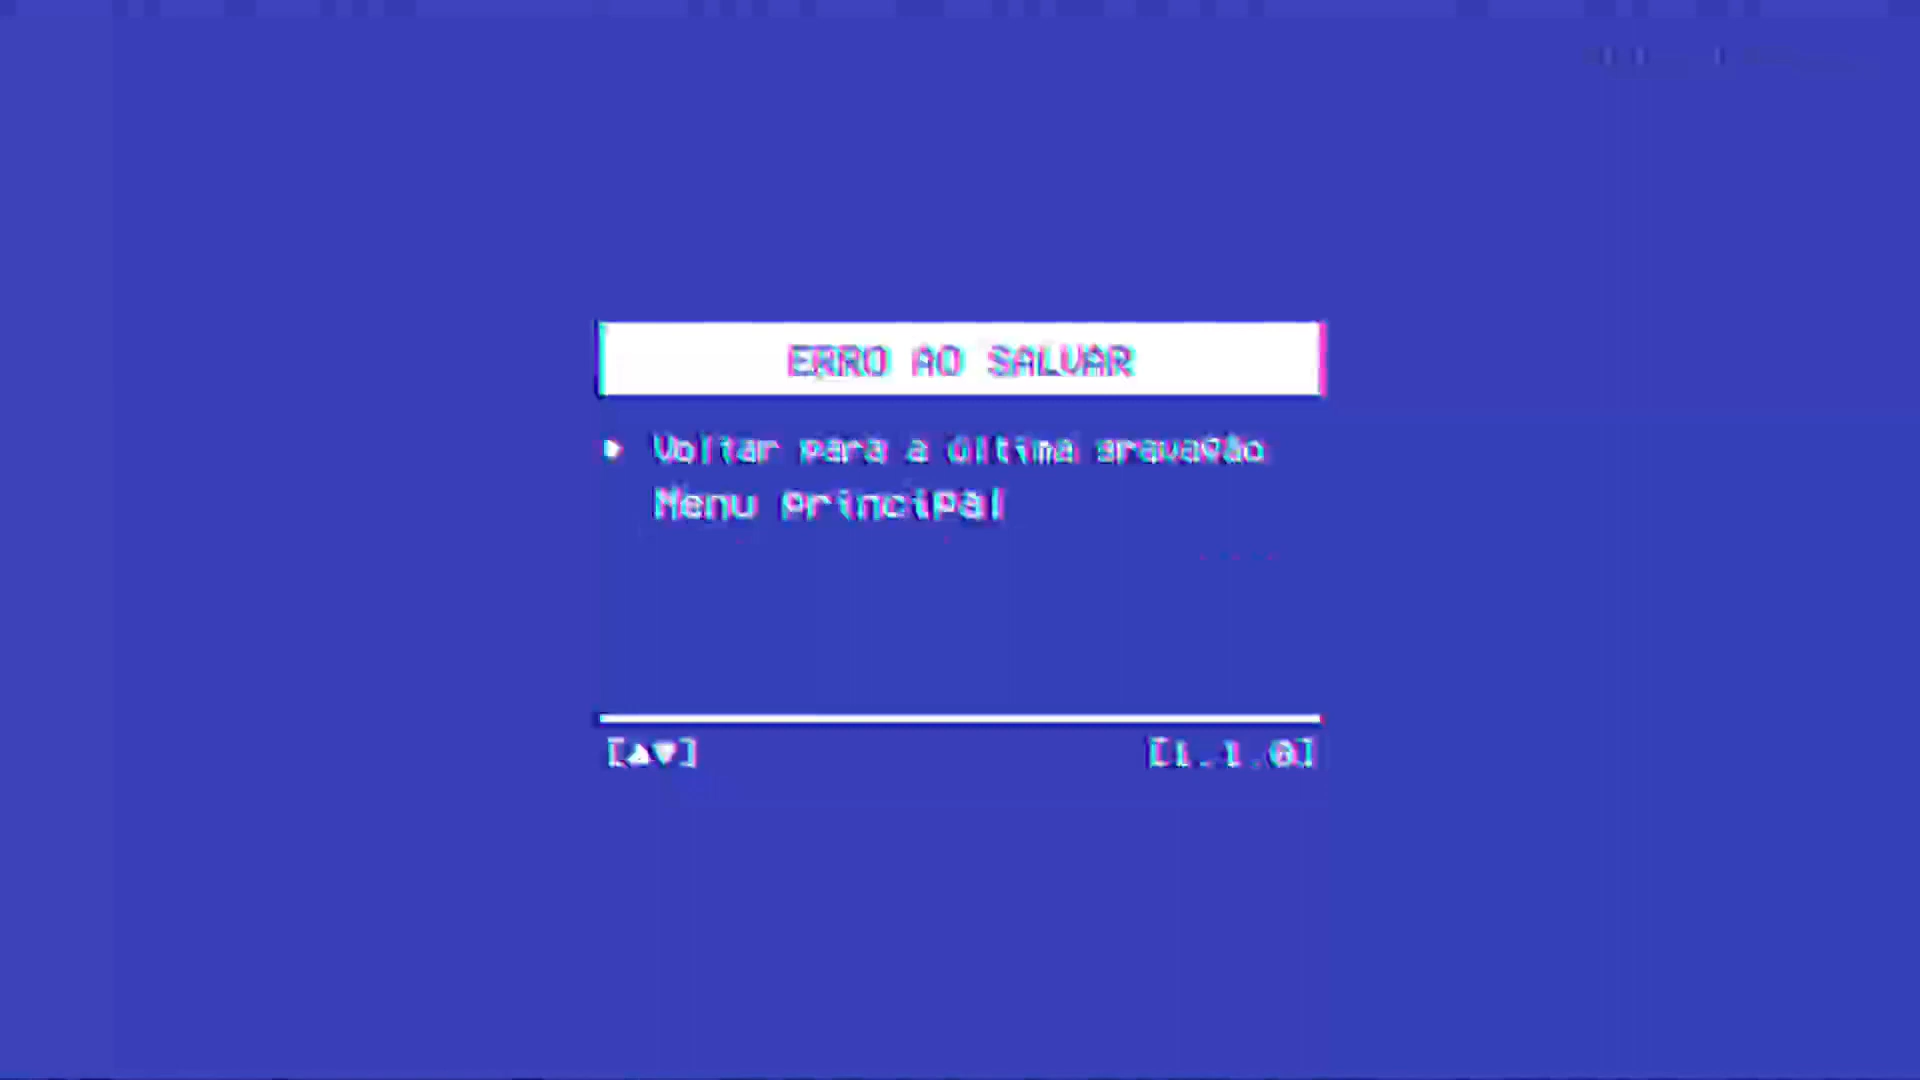 ERRO AO SALVAR
▶ Voltar para a última gravação
Menu principal
[▲▼]
[1.1.0]